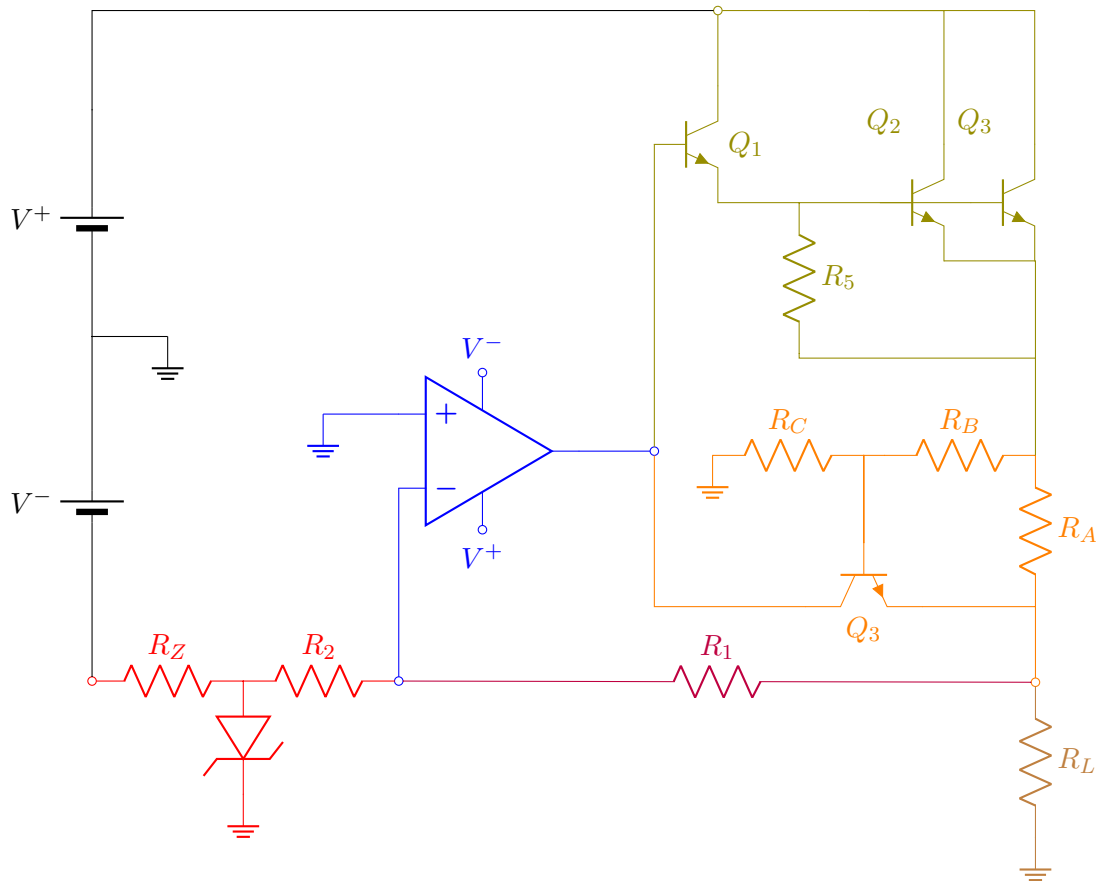 Q₂
Q₃
Q₁
V⁺
R₅
V⁻
+
R_C
R_B
V⁻
−
R_A
V⁺
Q₃
R_Z
R₂
R₁
R_L